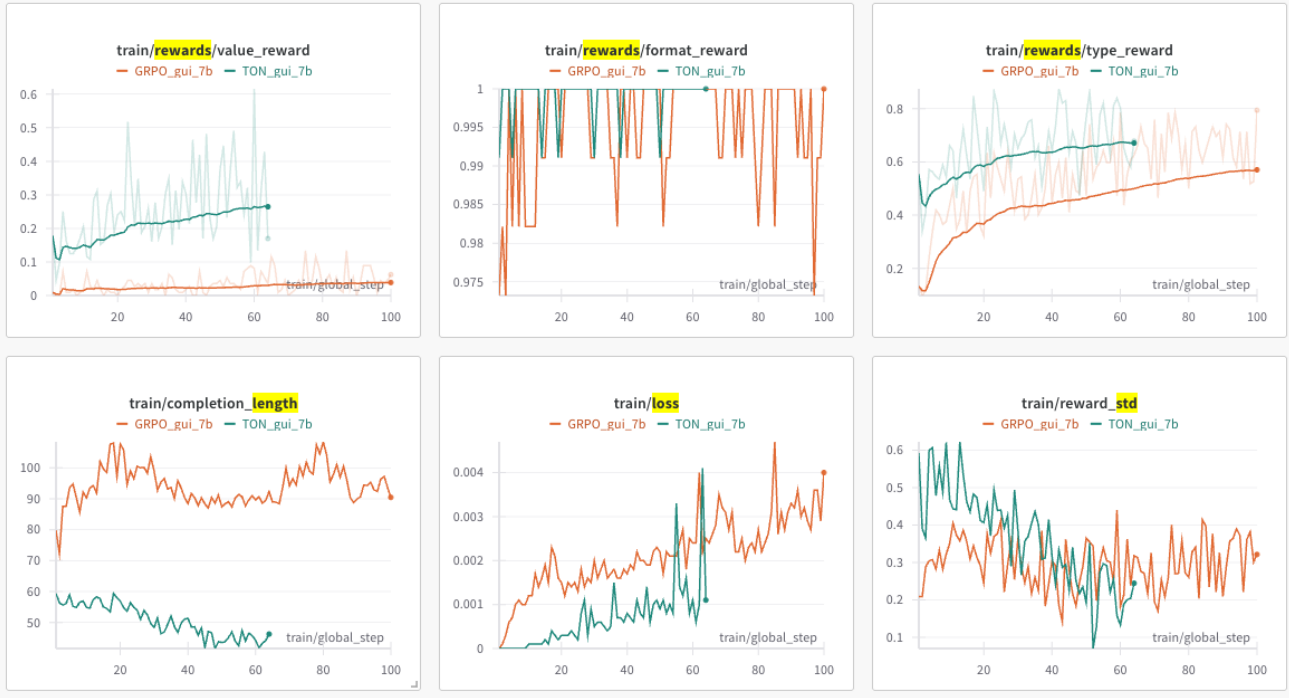 train/rewards/value_reward
GRPO_gui_7b TON_gui_7b
0.6
0.5
0.4
0.3
0.2
0.1
0
train/global_step
20 40 60 80 100
train/rewards/format_reward
GRPO_gui_7b TON_gui_7b
1
0.995
0.99
0.985
0.98
0.975
train/global_step
20 40 60 80 100
train/rewards/type_reward
GRPO_gui_7b TON_gui_7b
0.8
0.6
0.4
0.2
train/global_step
20 40 60 80 100
train/completion_length
GRPO_gui_7b TON_gui_7b
100
90
80
70
60
50
train/global_step
20 40 60 80 100
train/loss
GRPO_gui_7b TON_gui_7b
0.004
0.003
0.002
0.001
0
train/global_step
20 40 60 80 100
train/reward_std
GRPO_gui_7b TON_gui_7b
0.6
0.5
0.4
0.3
0.2
0.1
train/global_step
20 40 60 80 100